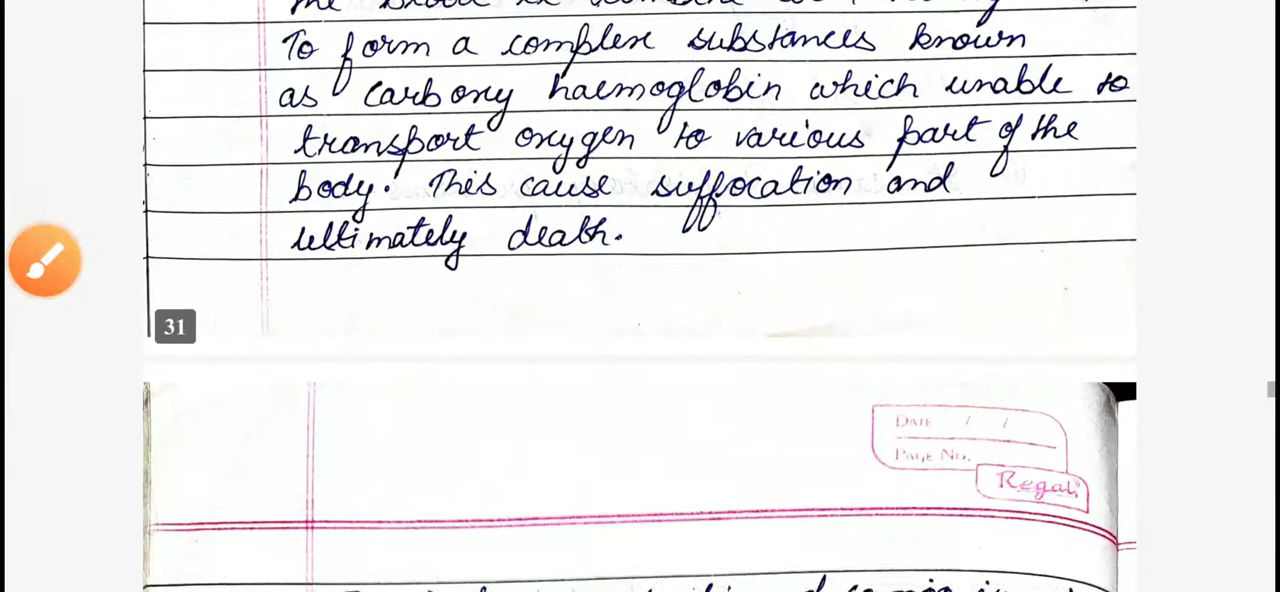 To form a complex substances known
as carboxy haemoglobin which unable to
transport oxygen to various part of the
body. This cause suffocation and
ultimately death.
31
DATE / /
PAGE No.
Regal